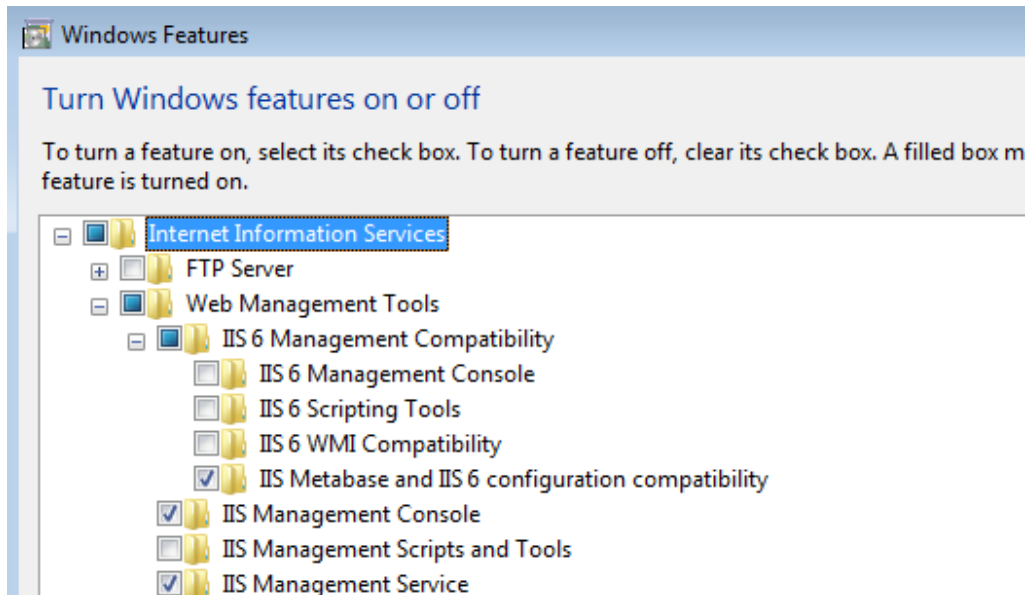 Windows Features
Turn Windows features on or off
To turn a feature on, select its check box. To turn a feature off, clear its check box. A filled box m
feature is turned on.
Internet Information Services
FTP Server
Web Management Tools
IIS 6 Management Compatibility
IIS 6 Management Console
IIS 6 Scripting Tools
IIS 6 WMI Compatibility
IIS Metabase and IIS 6 configuration compatibility
IIS Management Console
IIS Management Scripts and Tools
IIS Management Service